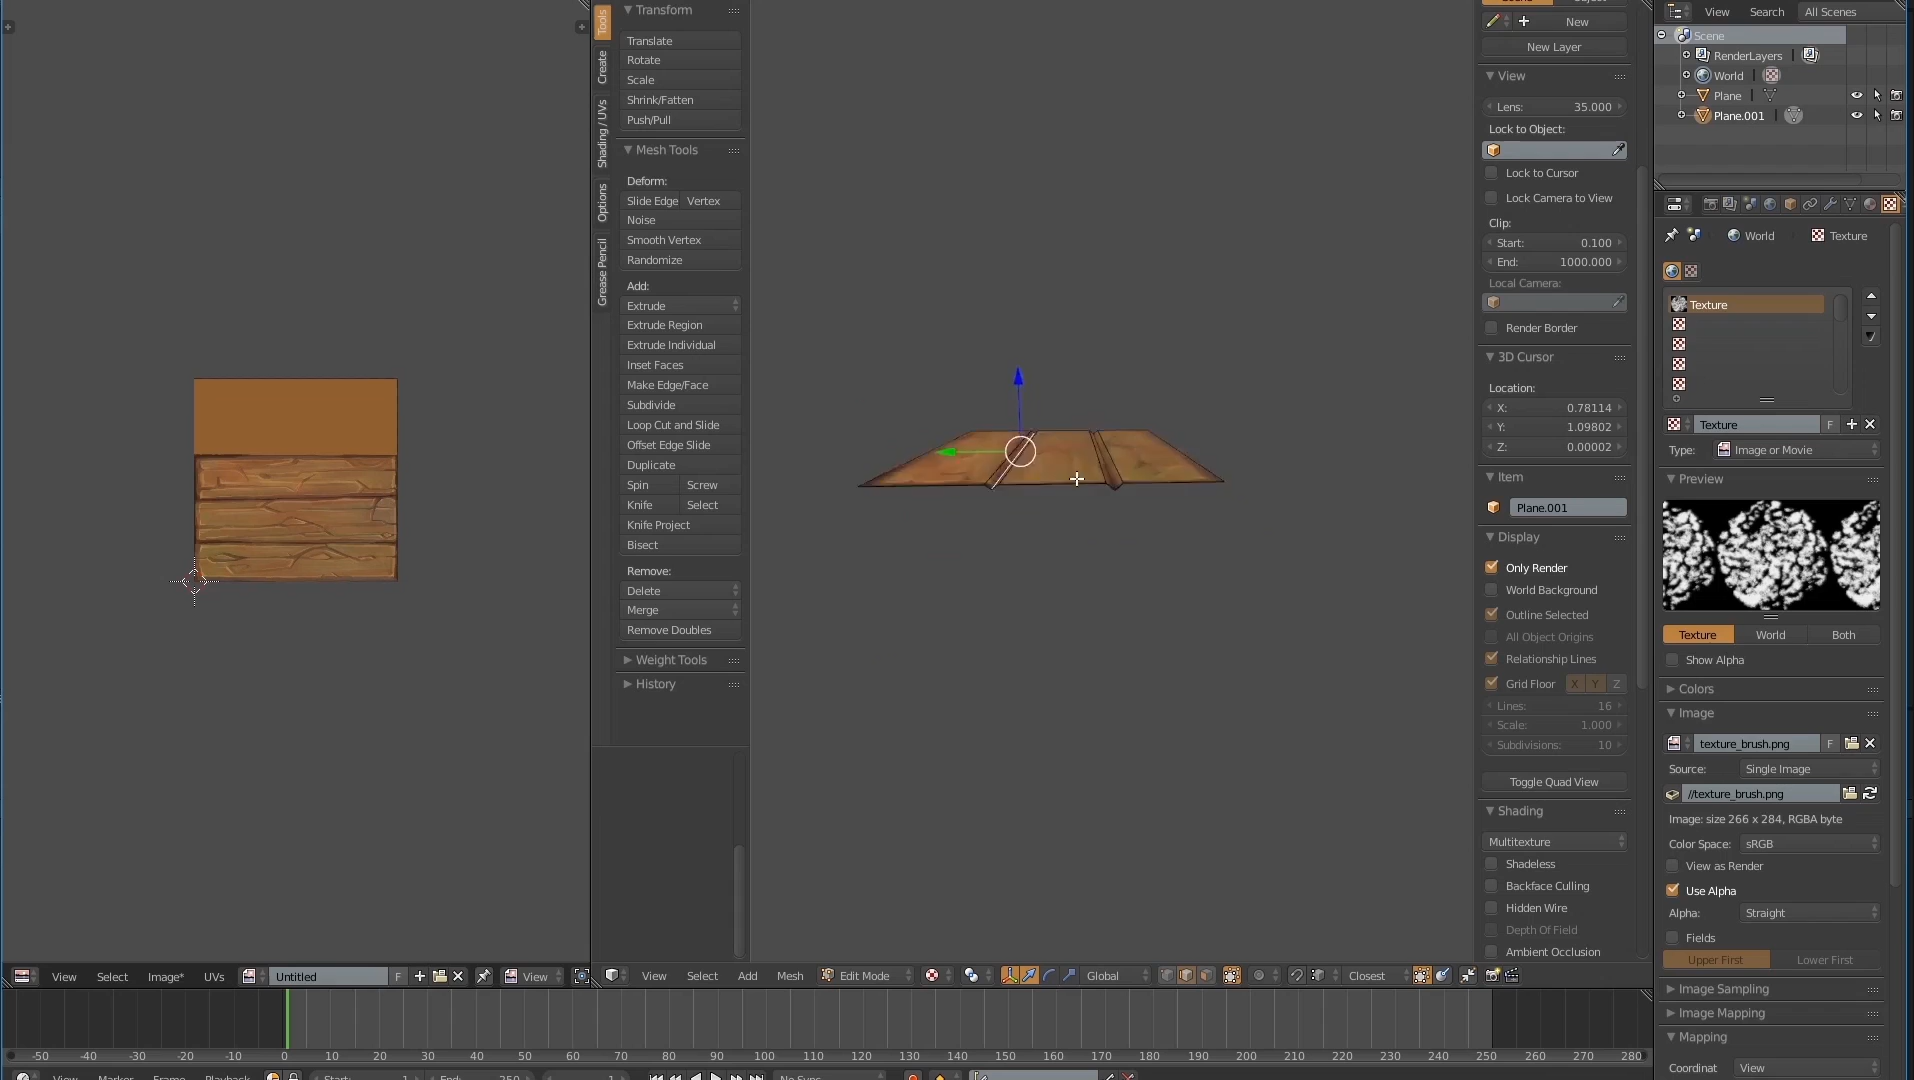 Tools
Create
Shading / UVs
Options
Grease Pencil
Transform
Translate
Rotate
Scale
Shrink/Fatten
Push/Pull
Mesh Tools
Deform:
Slide Edge Vertex
Noise
Smooth Vertex
Randomize
Add:
Extrude
Extrude Region
Extrude Individual
Inset Faces
Make Edge/Face
Subdivide
Loop Cut and Slide
Offset Edge Slide
Duplicate
Spin Screw
Knife Select
Knife Project
Bisect
Remove:
Delete
Merge
Remove Doubles
Weight Tools
History
New
New Layer
View
Lens: 35.000
Lock to Object:
Lock to Cursor
Lock Camera to View
Clip:
Start: 0.100
End: 1000.000
Local Camera:
Render Border
3D Cursor
Location:
X: 0.78114
Y: 1.09802
Z: 0.00002
Item
Plane.001
Display
Only Render
World Background
Outline Selected
All Object Origins
Relationship Lines
Grid Floor X Y Z
Lines: 16
Scale: 1.000
Subdivisions: 10
Toggle Quad View
Shading
Multitexture
Shadeless
Backface Culling
Hidden Wire
Depth Of Field
Ambient Occlusion
View Search All Scenes
Scene
RenderLayers
World
Plane
Plane.001
World Texture
Texture
Texture F
Type: Image or Movie
Preview
Texture World Both
Show Alpha
Colors
Image
texture_brush.png F
Source: Single Image
//texture_brush.png
Image: size 266 x 284, RGBA byte
Color Space: sRGB
View as Render
Use Alpha
Alpha: Straight
Fields
Upper First Lower First
Image Sampling
Image Mapping
Mapping
Coordinat View
View Select Image* UVs Untitled F View
View Select Add Mesh Edit Mode Global Closest
-50 -40 -30 -20 -10 0 10 20 30 40 50 60 70 80 90 100 110 120 130 140 150 160 170 180 190 200 210 220 230 240 250 260 270 280
View Marker Frame Playback Start: 1 End: 250 1 No Sync